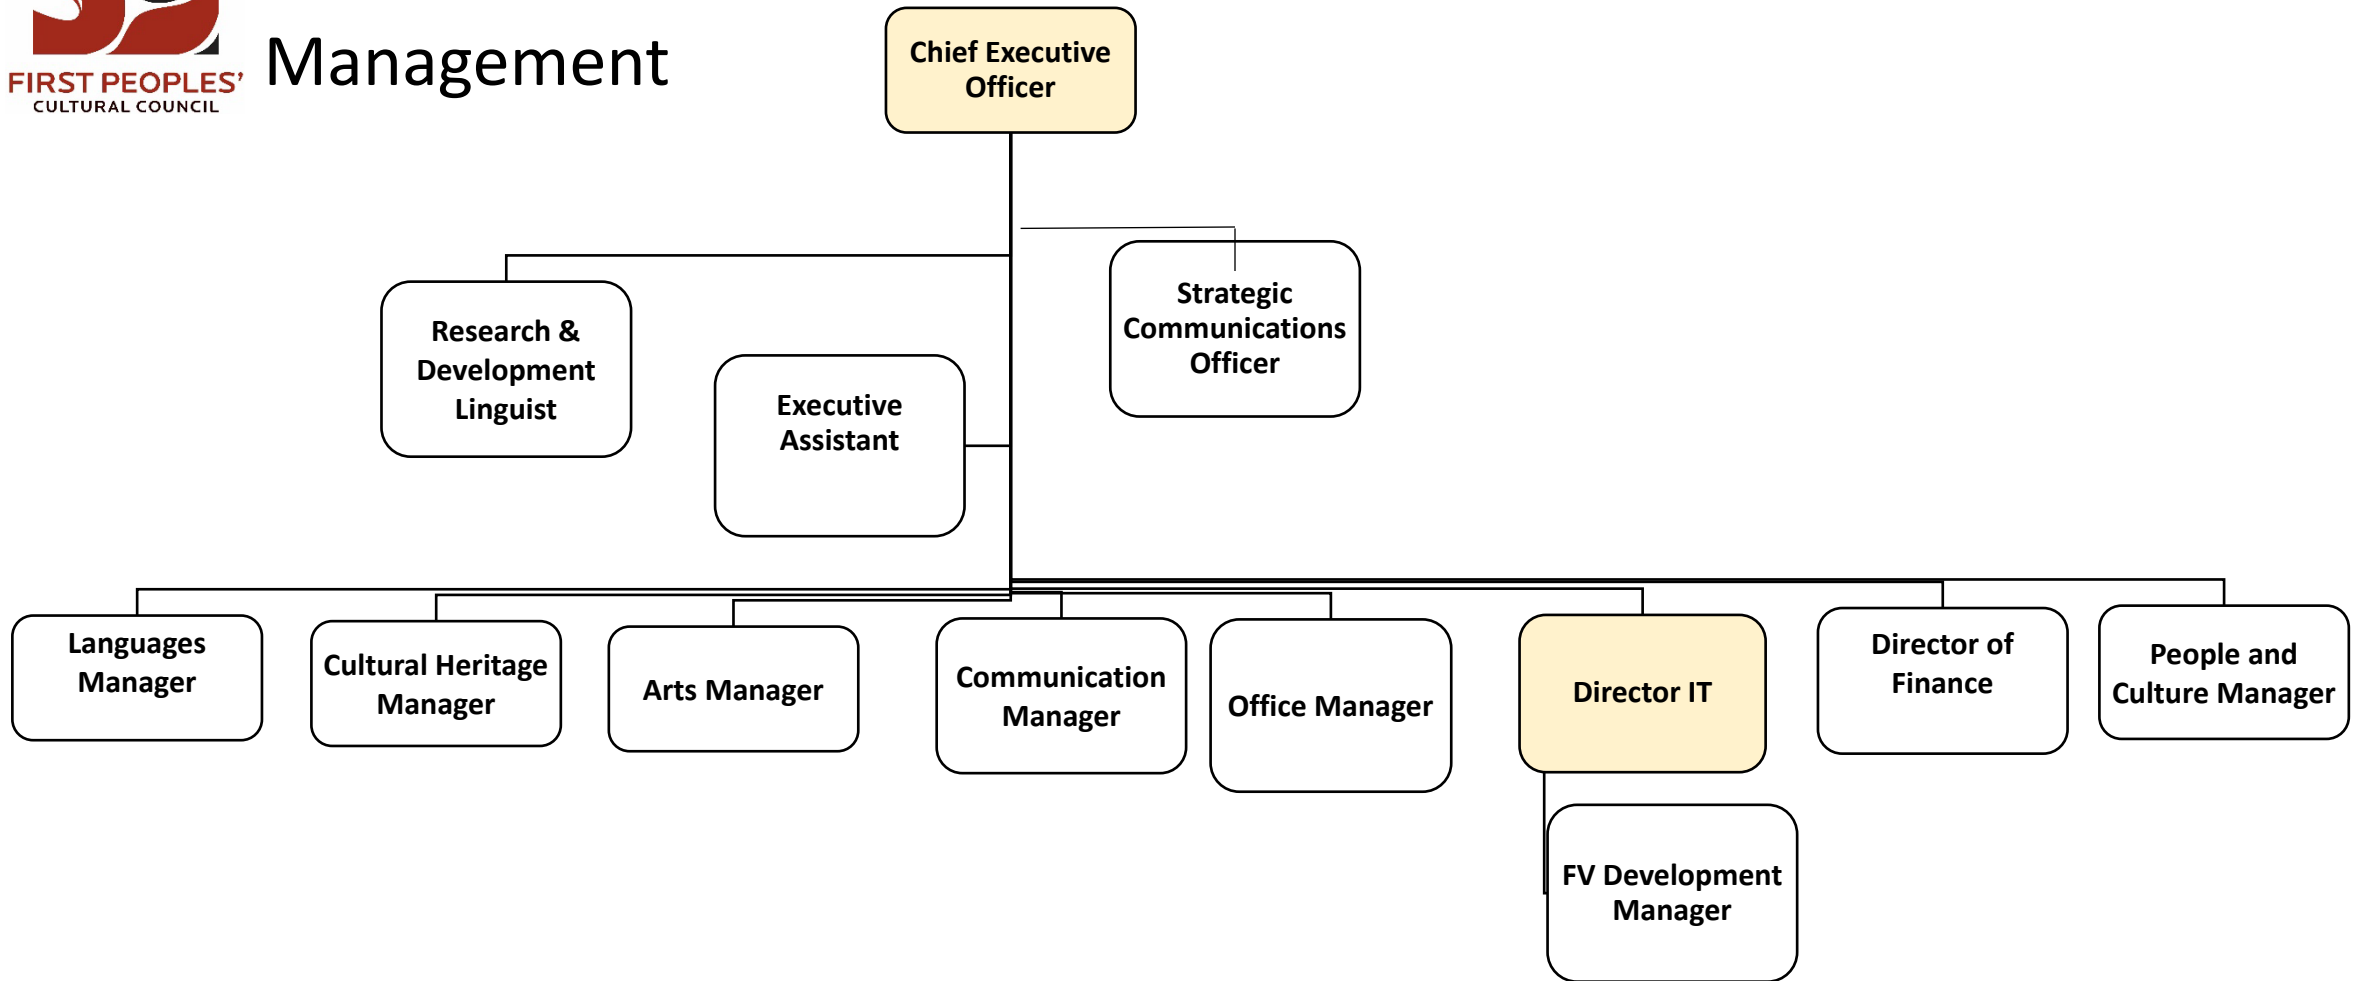 FIRST PEOPLES'
CULTURAL COUNCIL
Management
Chief Executive
Officer
Research &
Development
Linguist
Executive
Assistant
Strategic
Communications
Officer
Languages
Manager
Cultural Heritage
Manager
Arts Manager
Communication
Manager
Office Manager
Director IT
Director of
Finance
People and
Culture Manager
FV Development
Manager